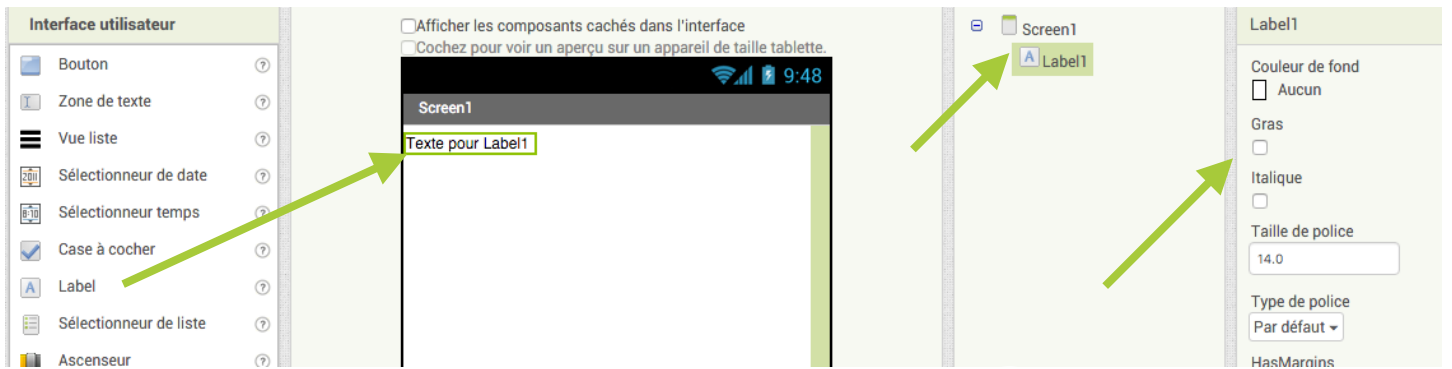 Interface utilisateur
Bouton
?
Zone de texte
?
Vue liste
?
2011
Sélectionneur de date
?
8:10
Sélectionneur temps
?
Case à cocher
?
A
Label
?
Sélectionneur de liste
?
Ascenseur
?
Afficher les composants cachés dans l'interface
Cochez pour voir un aperçu sur un appareil de taille tablette.
9:48
Screen1
Texte pour Label1
Screen1
A
Label1
Label1
Couleur de fond
Aucun
Gras
Italique
Taille de police
14.0
Type de police
Par défaut
HasMargins